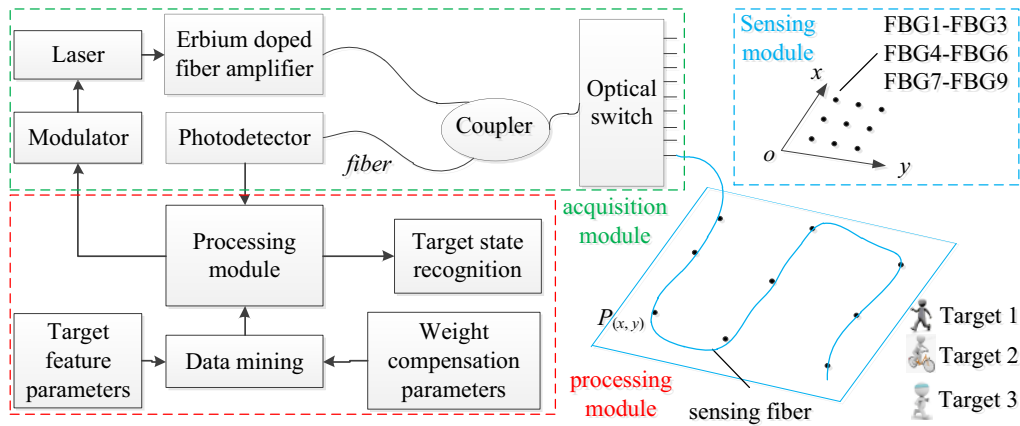 Laser
Erbium doped
fiber amplifier
Modulator
Photodetector
fiber
Coupler
Optical
switch
acquisition
module
Sensing
module
FBG1-FBG3
FBG4-FBG6
FBG7-FBG9
x
o
y
Processing
module
Target state
recognition
Target
feature
parameters
Data mining
Weight
compensation
parameters
processing
module
P(x, y)
sensing fiber
Target 1
Target 2
Target 3